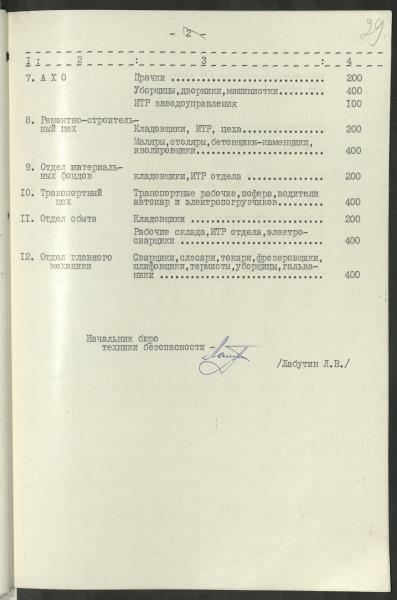 - 2 -
29.
I : 2 : 3 : 4
7. А Х О Прачки ............................ 200
Уборщицы,дворники,машинистки......... 400
ИТР заводоуправления I00
8. Ремонтно-строитель-
ный цех Кладовщики, ИТР, цеха............... 200
Маляры,столяры,бетонщики-каменщики,
изолировщики........................ 400
9. Отдел материаль-
ных фондов кладовщики,ИТР отдела ............... 200
I0. Транспортный Транспортные рабочие,шофера,водители
цех автокар и электропогрузчиков......... 400
II. Отдел сбыта Кладовщики .......................... 200
Рабочие склада,ИТР отдела,электро-
сварщики ............................ 400
I2. Отдел главного Сварщики,слесари,токари,фрезеровщики,
механика шлифовщики,термисты,уборщицы,гальва-
ники ................................ 400
Начальник бюро
техники безопасности -
/Лабутин Л.В./